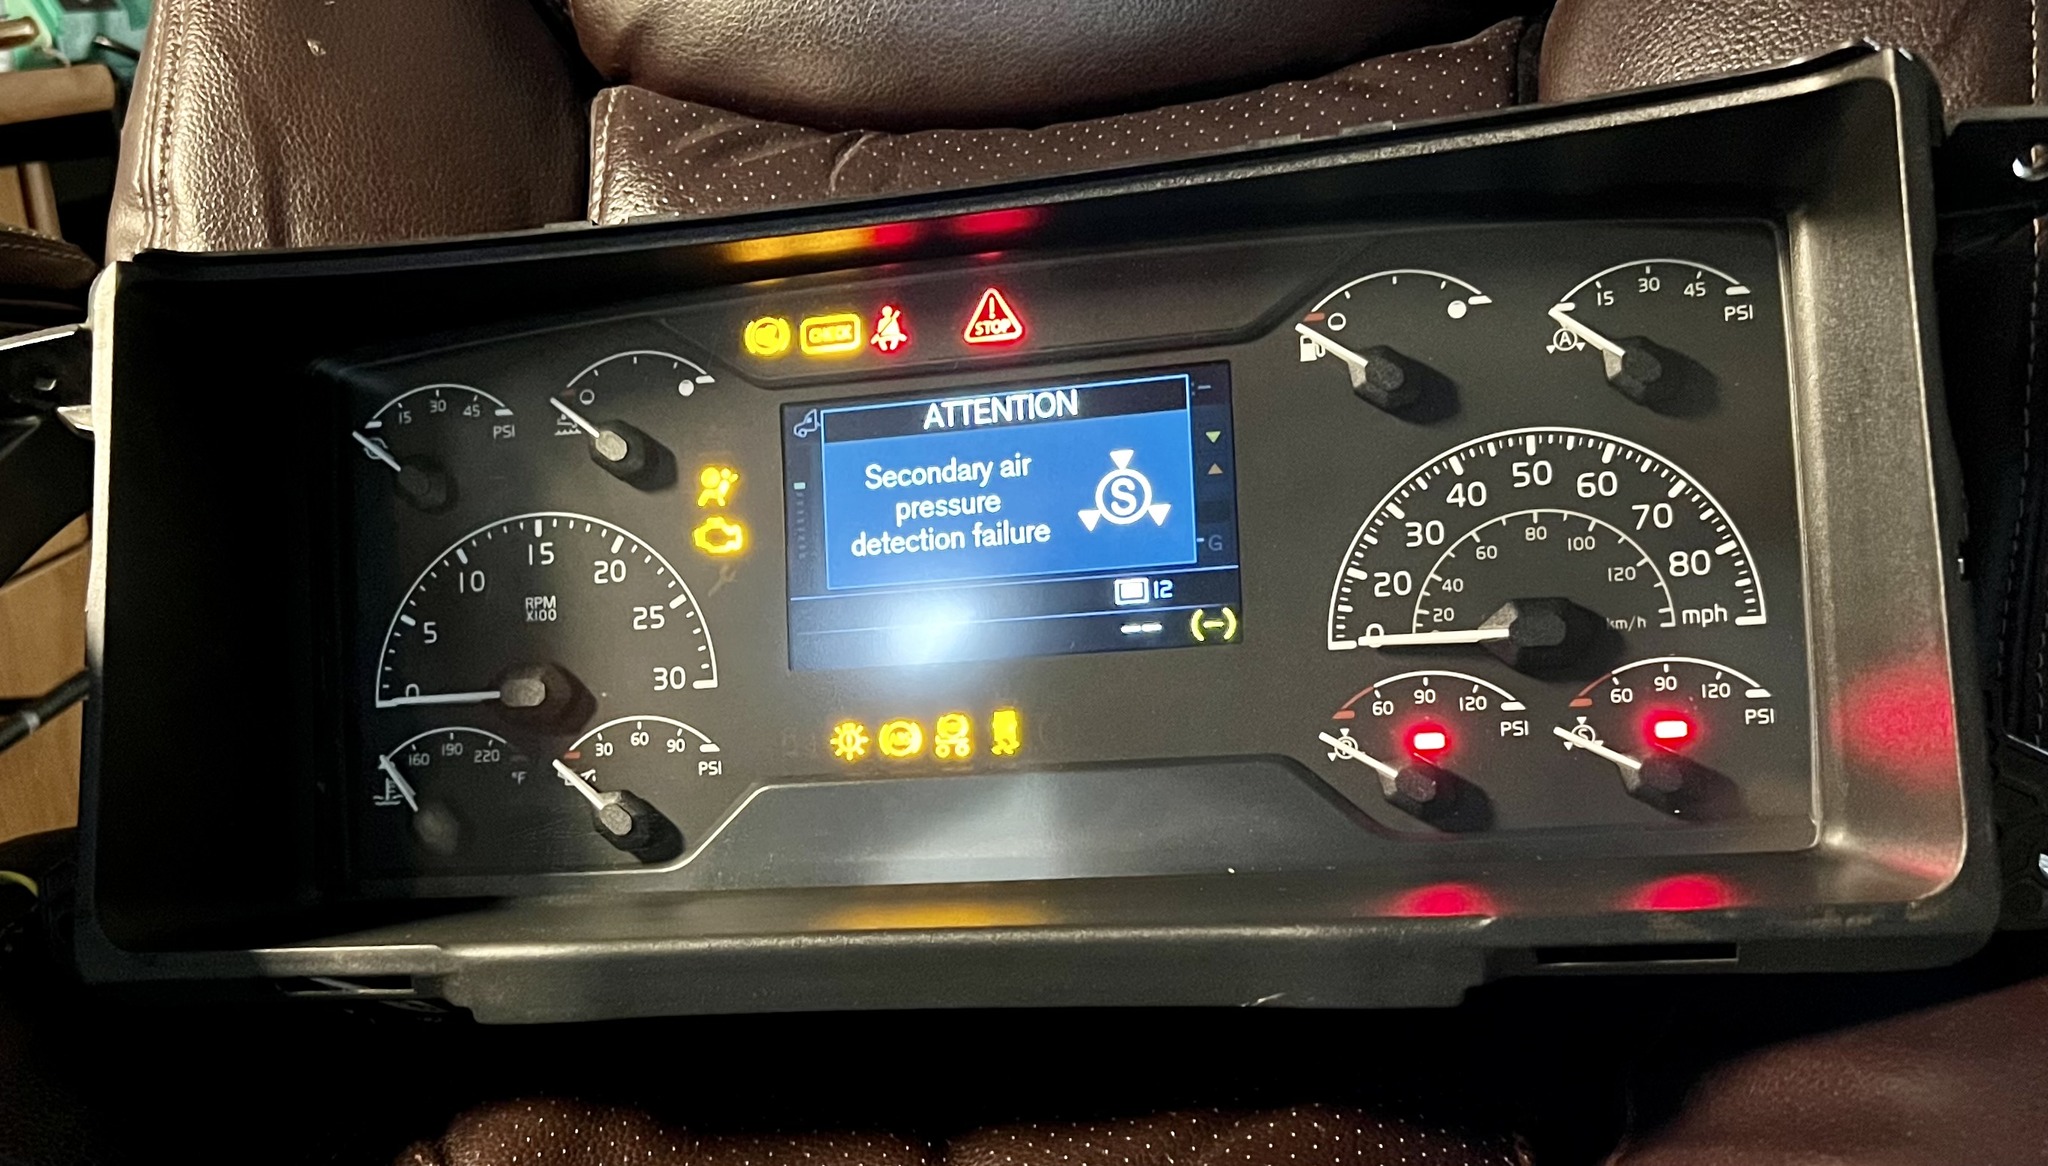 CHECK
STOP
15 30 45
PSI
15 30 45
PSI
A
ATTENTION
Secondary air
pressure
detection failure
S
G
12
--
0 5 10 15 20 25 30
RPM
X100
0 20 30 40 50 60 70 80
mph
20 40 60 80 100 120
km/h
160 190 220
°F
30 60 90
PSI
ABS
60 90 120
PSI
60 90 120
PSI
S